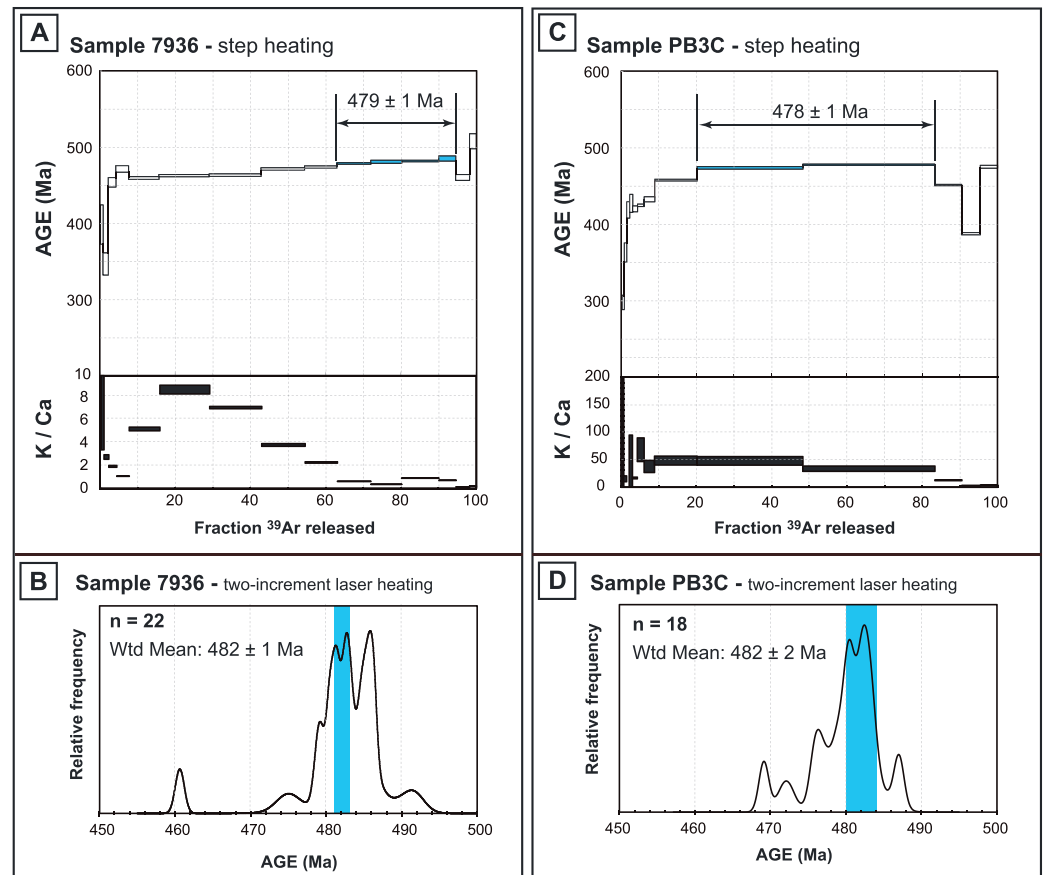 A
Sample 7936 - step heating
600
500
400
300
AGE (Ma)
479 ± 1 Ma
10
8
6
4
2
0
K / Ca
20
40
60
80
100
Fraction ³⁹Ar released
C
Sample PB3C - step heating
600
500
400
300
AGE (Ma)
478 ± 1 Ma
200
150
100
50
0
K / Ca
0
20
40
60
80
100
Fraction ³⁹Ar released
B
Sample 7936 - two-increment laser heating
n = 22
Wtd Mean: 482 ± 1 Ma
Relative frequency
450
460
470
480
490
500
AGE (Ma)
D
Sample PB3C - two-increment laser heating
n = 18
Wtd Mean: 482 ± 2 Ma
Relative frequency
450
460
470
480
490
500
AGE (Ma)